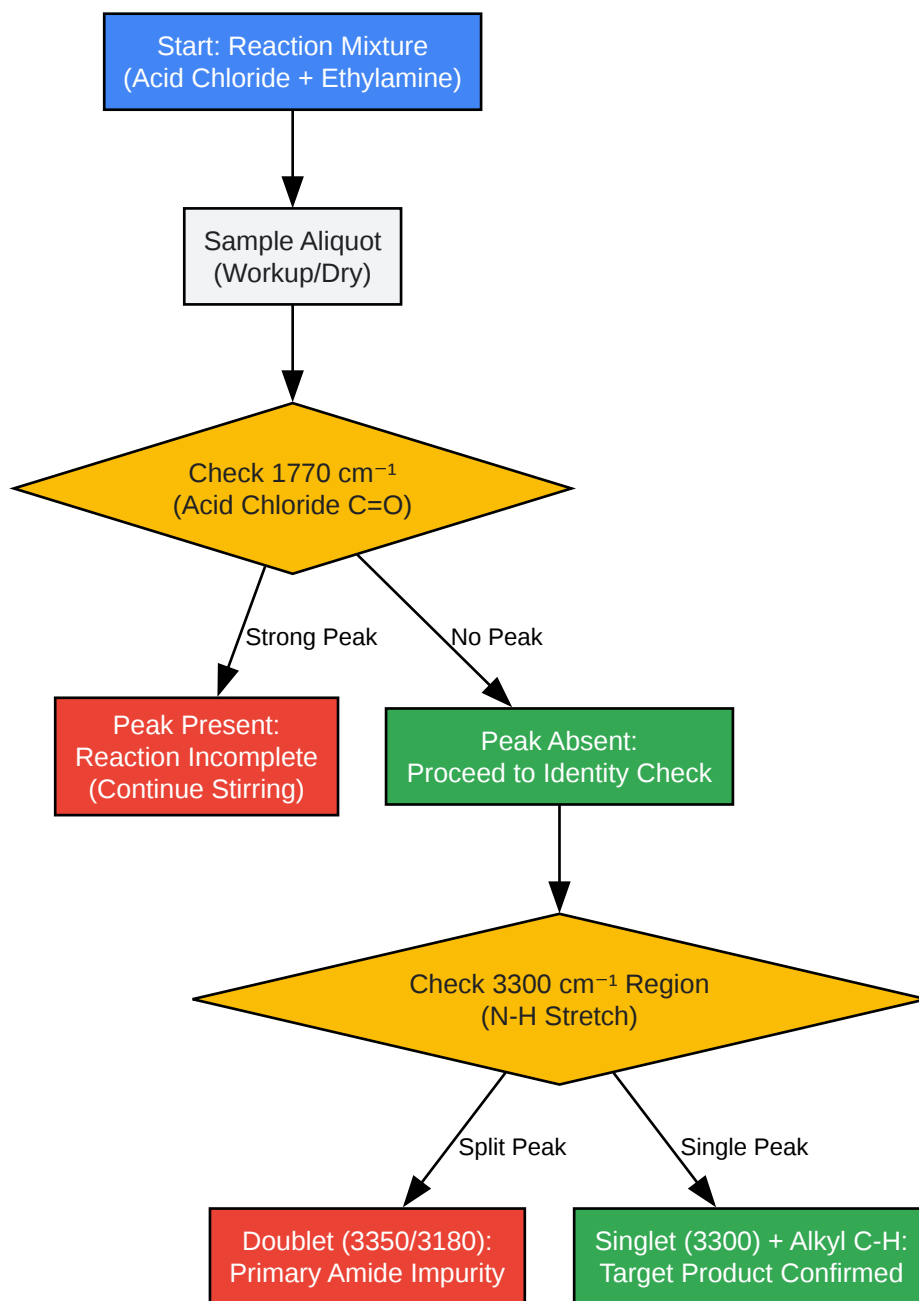 Start: Reaction Mixture
(Acid Chloride + Ethylamine)
Sample Aliquot
(Workup/Dry)
Check 1770 cm⁻¹
(Acid Chloride C=O)
Strong Peak
No Peak
Peak Present:
Reaction Incomplete
(Continue Stirring)
Peak Absent:
Proceed to Identity Check
Check 3300 cm⁻¹ Region
(N-H Stretch)
Split Peak
Single Peak
Doublet (3350/3180):
Primary Amide Impurity
Singlet (3300) + Alkyl C-H:
Target Product Confirmed